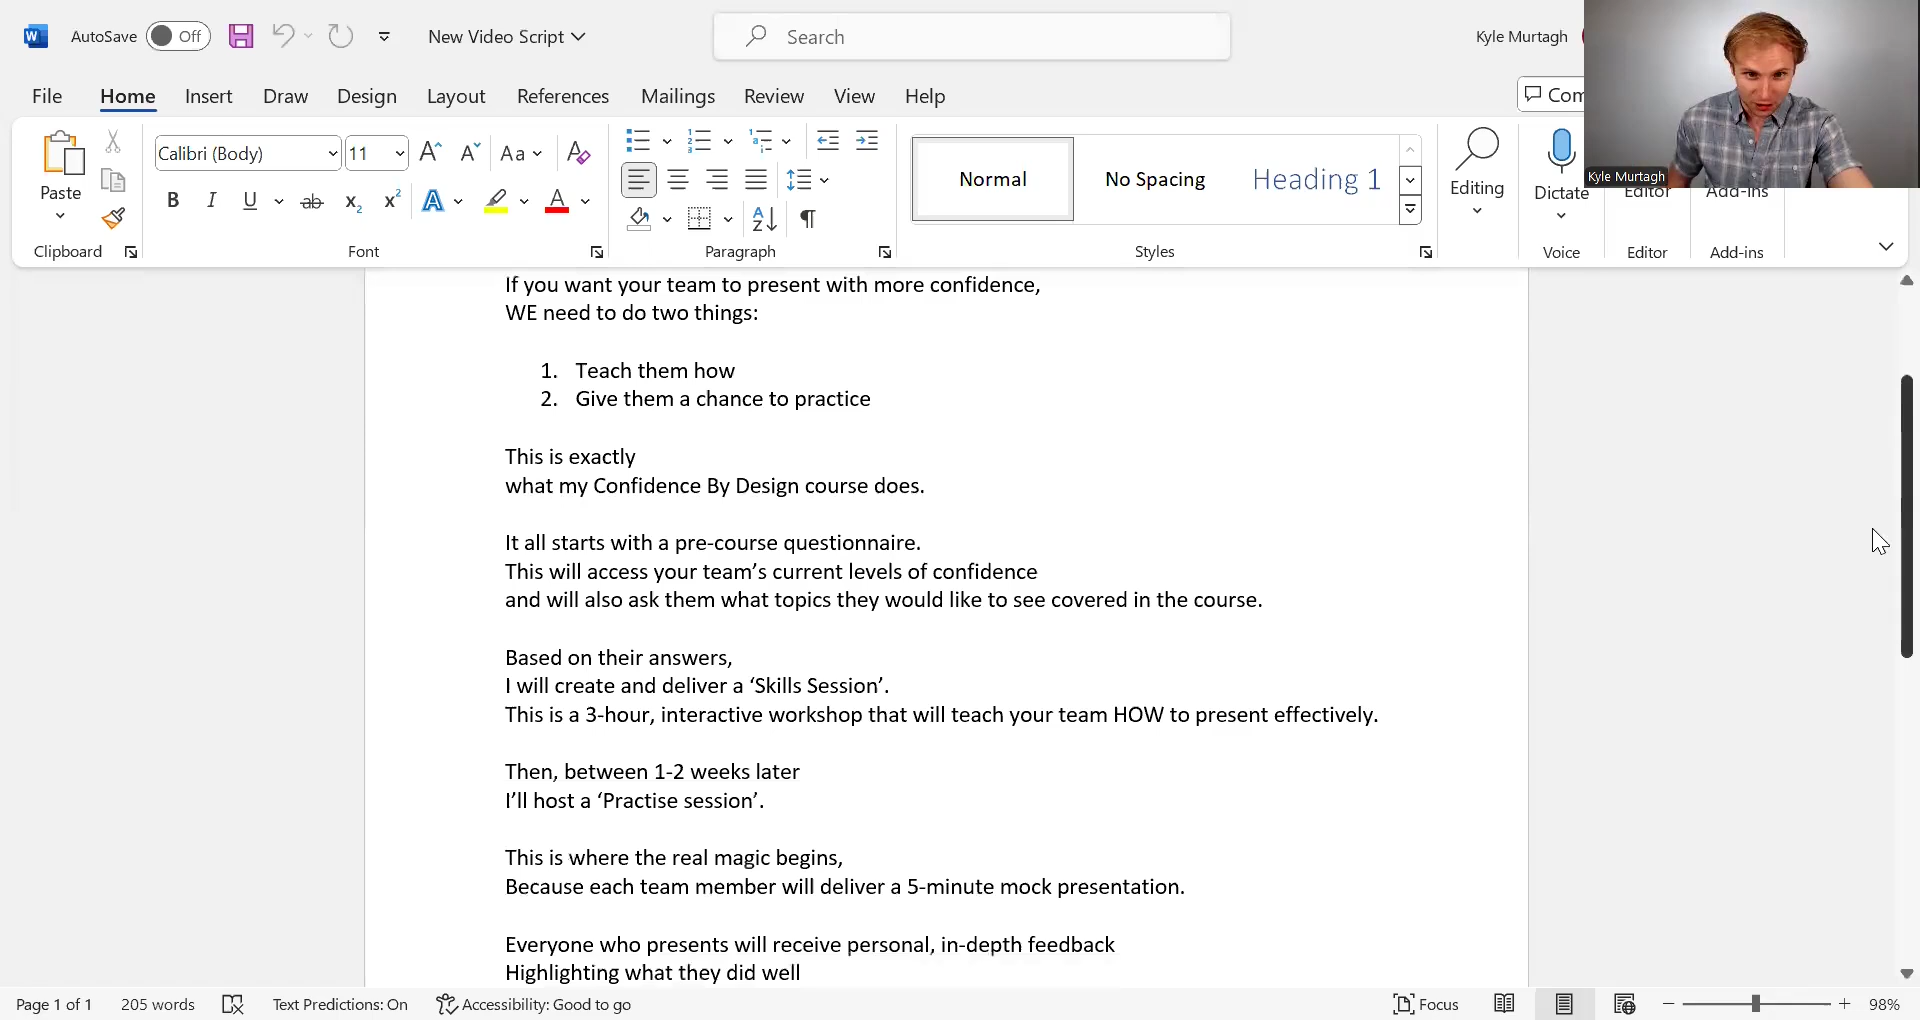 AutoSave Off New Video Script Search Kyle Murtagh
File Home Insert Draw Design Layout References Mailings Review View Help Com
Kyle Murtagh
Paste Calibri (Body) 11 Aa Normal No Spacing Heading 1 Editing Dictate Editor Add-ins
B I U ab x₂ x² A A
Clipboard Font Paragraph Styles Voice Editor Add-ins
If you want your team to present with more confidence,
WE need to do two things:
1. Teach them how
2. Give them a chance to practice
This is exactly
what my Confidence By Design course does.
It all starts with a pre-course questionnaire.
This will access your team’s current levels of confidence
and will also ask them what topics they would like to see covered in the course.
Based on their answers,
I will create and deliver a ‘Skills Session’.
This is a 3-hour, interactive workshop that will teach your team HOW to present effectively.
Then, between 1-2 weeks later
I’ll host a ‘Practise session’.
This is where the real magic begins,
Because each team member will deliver a 5-minute mock presentation.
Everyone who presents will receive personal, in-depth feedback
Highlighting what they did well
Page 1 of 1 205 words Text Predictions: On Accessibility: Good to go Focus 98%